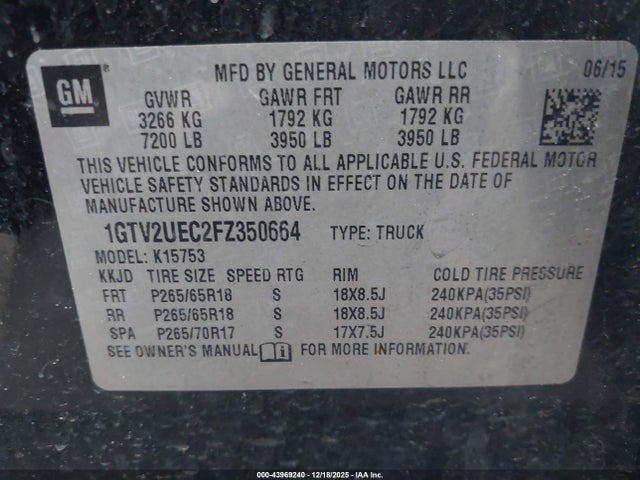 GM
MFD BY GENERAL MOTORS LLC 06/15
GVWR GAWR FRT GAWR RR
3266 KG 1792 KG 1792 KG
7200 LB 3950 LB 3950 LB
THIS VEHICLE CONFORMS TO ALL APPLICABLE U.S. FEDERAL MOTOR
VEHICLE SAFETY STANDARDS IN EFFECT ON THE DATE OF
MANUFACTURE SHOWN ABOVE.
1GTV2UEC2FZ350664 TYPE: TRUCK
MODEL: K15753
KKJD TIRE SIZE SPEED RTG RIM COLD TIRE PRESSURE
FRT P265/65R18 S 18X8.5J 240KPA(35PSI)
RR P265/65R18 S 18X8.5J 240KPA(35PSI)
SPA P265/70R17 S 17X7.5J 240KPA(35PSI)
SEE OWNER'S MANUAL FOR MORE INFORMATION.
000-43969240 - 12/18/2025 - IAAI.com.